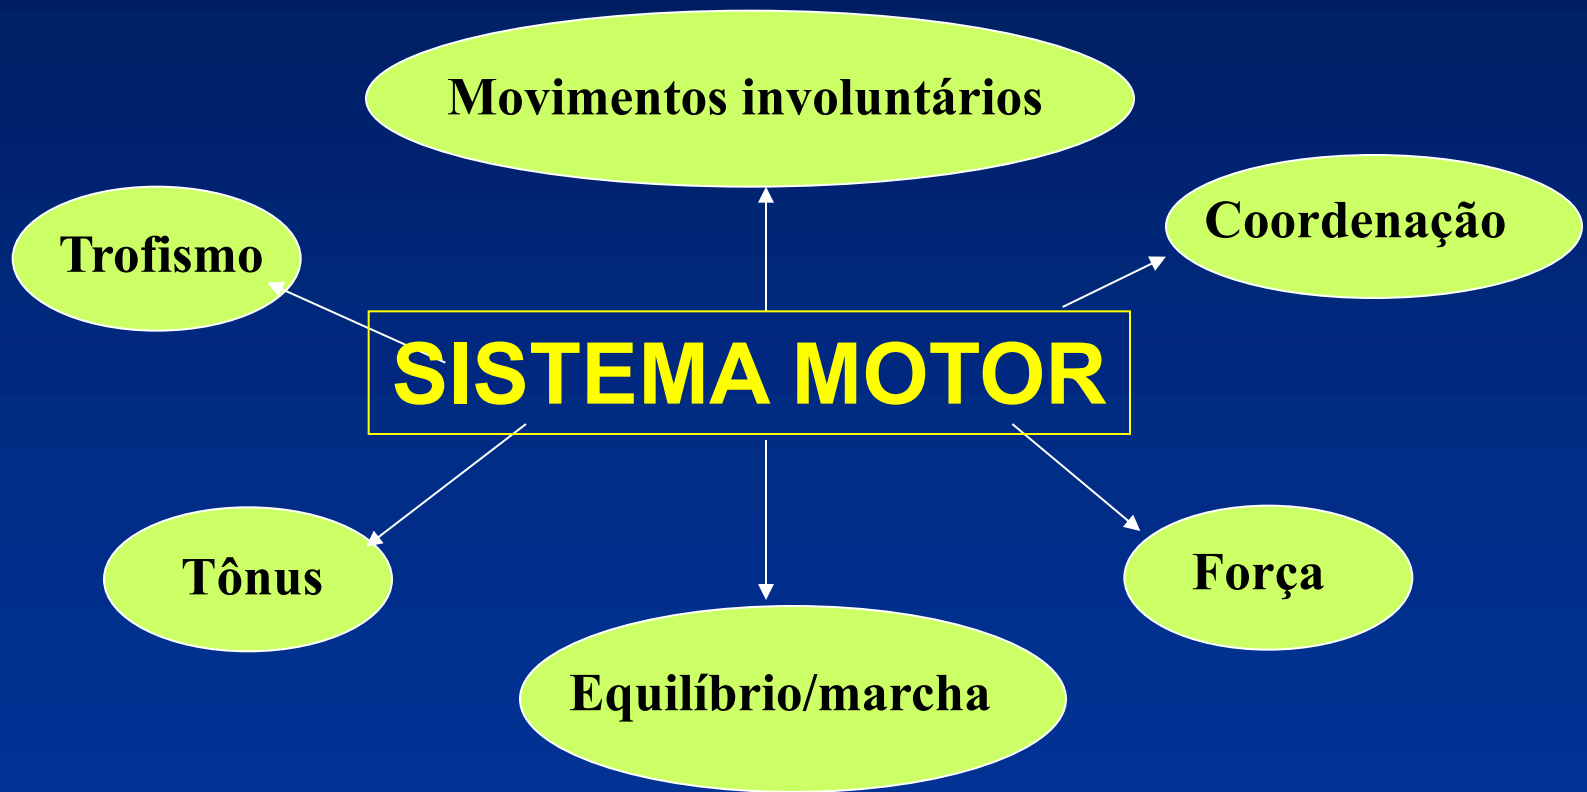 Movimentos involuntários
Coordenação
Trofismo
SISTEMA MOTOR
Tônus
Força
Equilíbrio/marcha